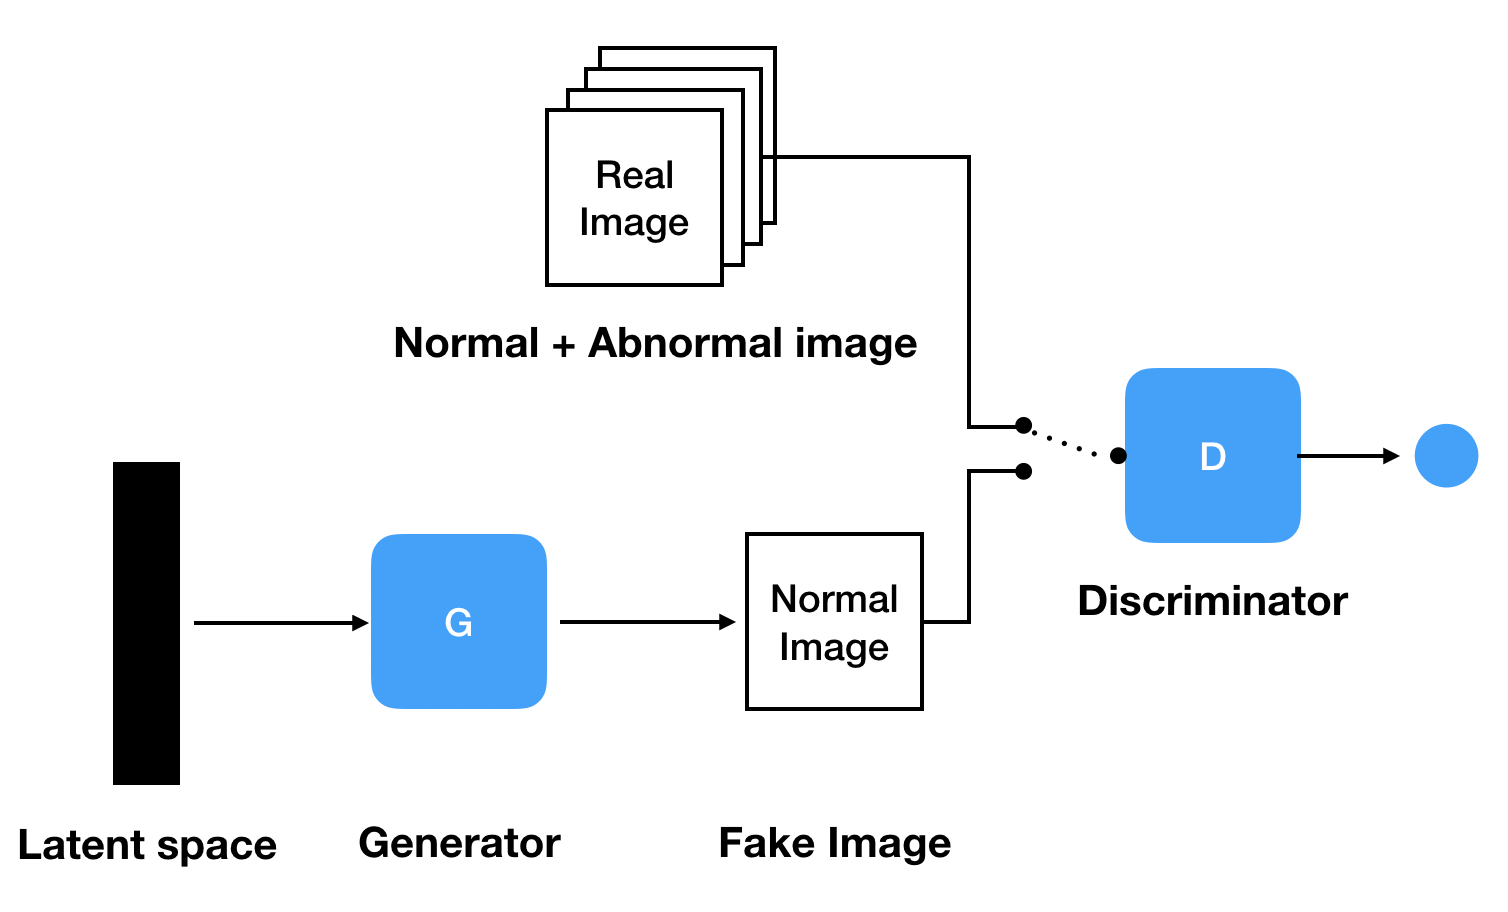 Real
Image
Normal + Abnormal image
D
Discriminator
G
Normal
Image
Latent space
Generator
Fake Image